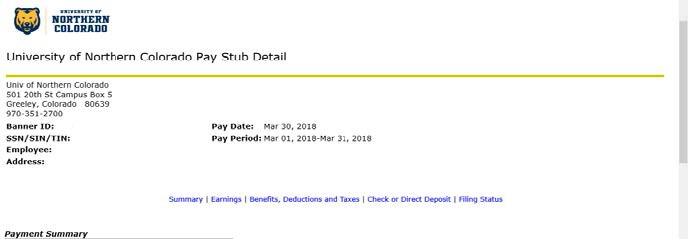 UNIVERSITY OF
NORTHERN
COLORADO
University of Northern Colorado Pay Stub Detail
Univ of Northern Colorado
501 20th St Campus Box 5
Greeley, Colorado 80639
970-351-2700
Banner ID: Pay Date: Mar 30, 2018
SSN/SIN/TIN: Pay Period: Mar 01, 2018-Mar 31, 2018
Employee:
Address:
Summary | Earnings | Benefits, Deductions and Taxes | Check or Direct Deposit | Filing Status
Payment Summary